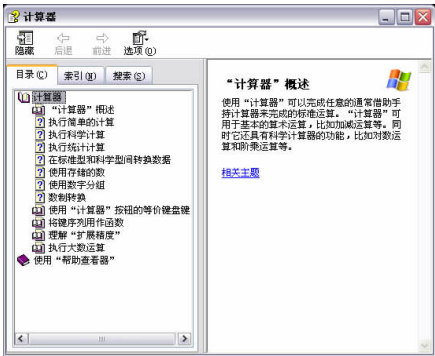 计算器
隐藏 后退 前进 选项(O)
目录(C) 索引(N) 搜索(S)
计算器
“计算器”概述
执行简单的计算
执行科学计算
执行统计计算
在标准型和科学型间转换数据
使用存储的数
使用数字分组
数制转换
使用“计算器”按钮的等价键盘键
将键序列用作函数
理解“扩展精度”
执行大数运算
使用“帮助查看器”
“计算器”概述
使用“计算器”可以完成任意的通常借助手
持计算器来完成的标准运算。“计算器”可
用于基本的算术运算，比如加减运算等。同
时它还具有科学计算器的功能，比如对数运
算和阶乘运算等。
相关主题